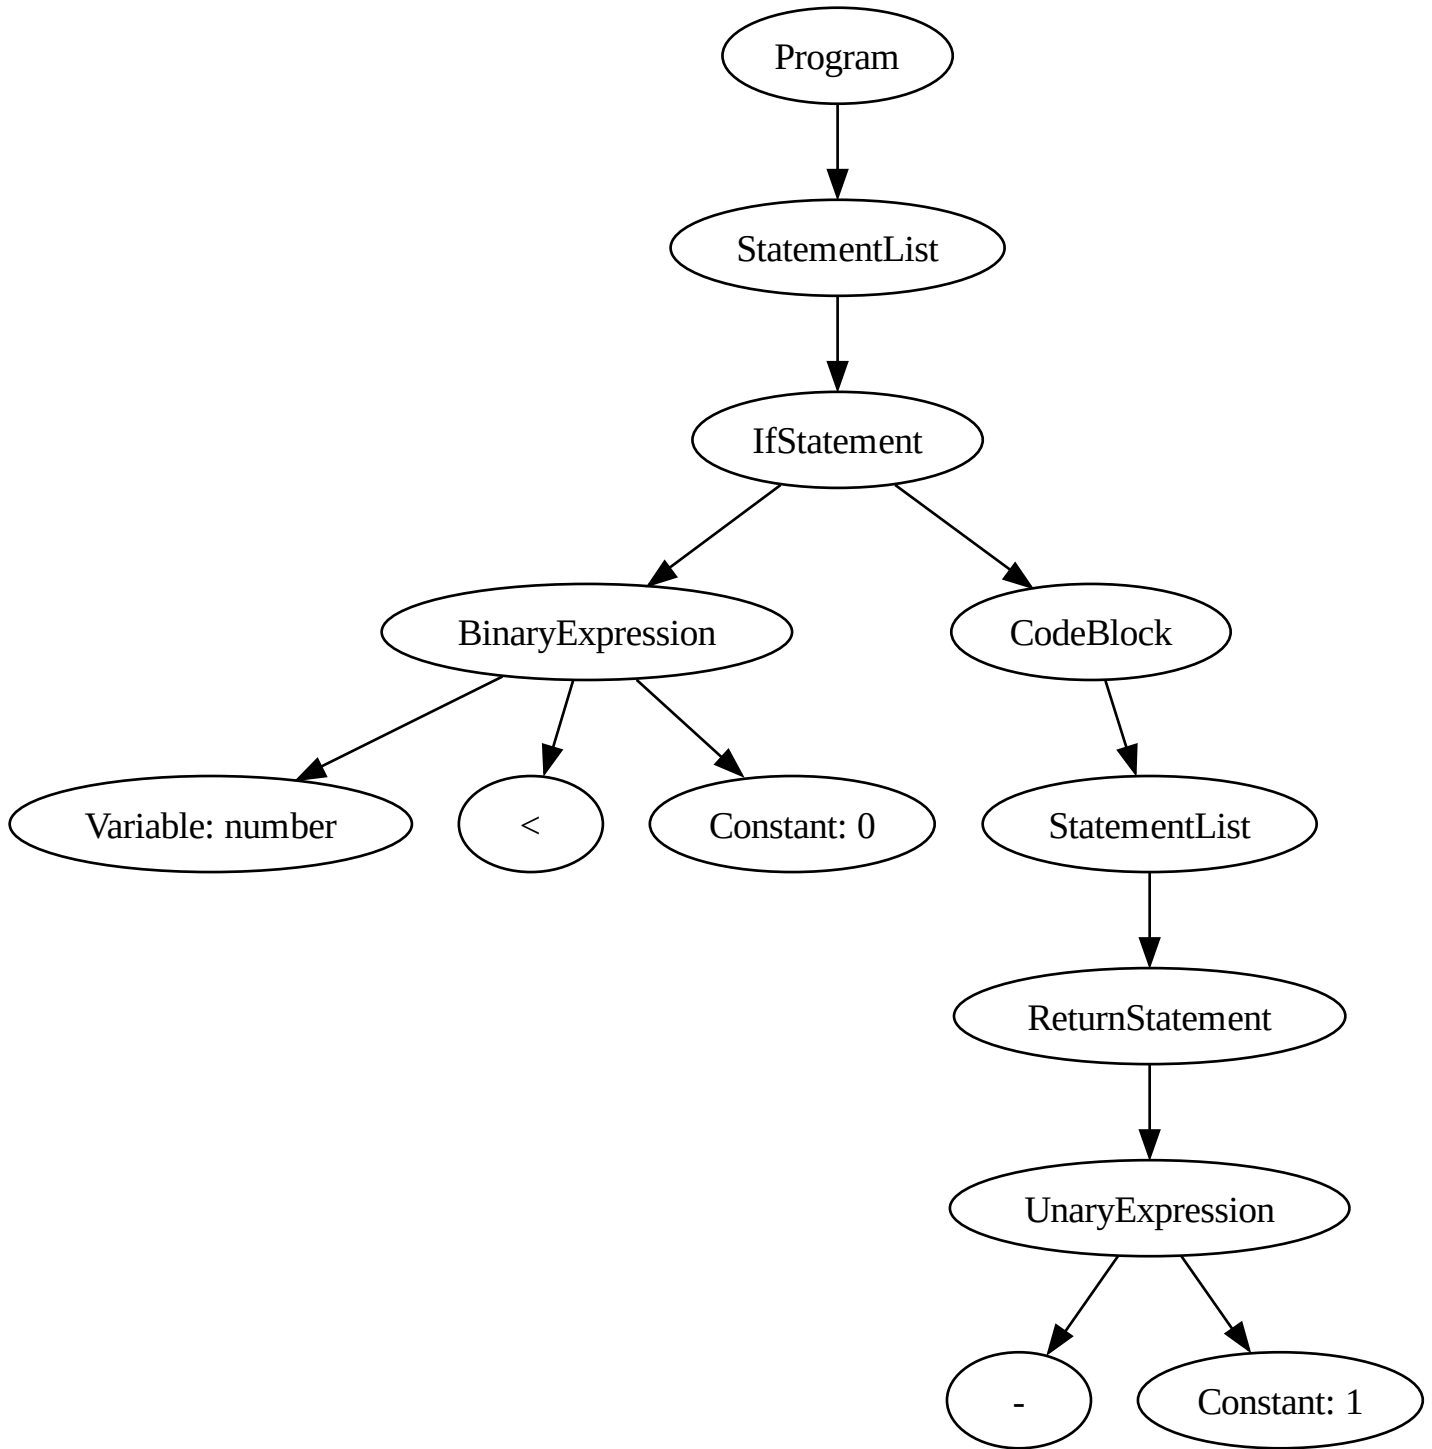 Program
StatementList
IfStatement
BinaryExpression
CodeBlock
Variable: number
<
Constant: 0
StatementList
ReturnStatement
UnaryExpression
-
Constant: 1